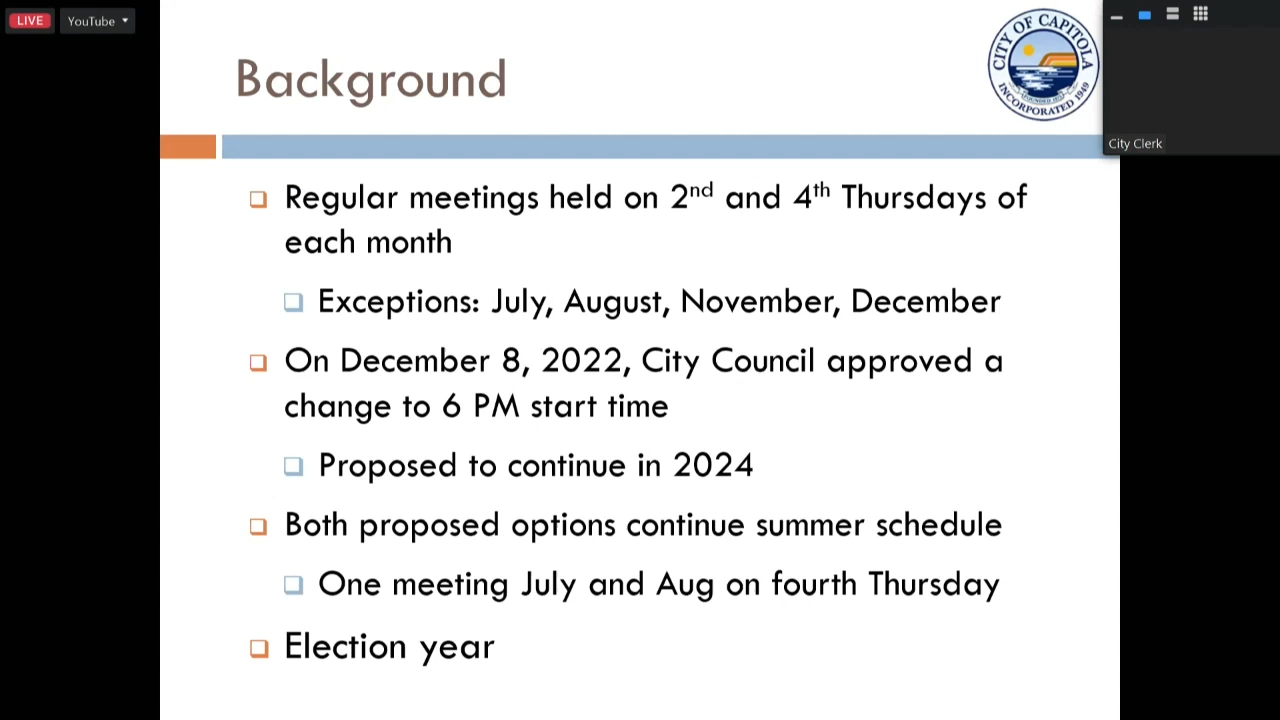 LIVE
YouTube
Background
CITY OF CAPITOLA
INCORPORATED 1949
City Clerk
Regular meetings held on 2nd and 4th Thursdays of
each month
Exceptions: July, August, November, December
On December 8, 2022, City Council approved a
change to 6 PM start time
Proposed to continue in 2024
Both proposed options continue summer schedule
One meeting July and Aug on fourth Thursday
Election year